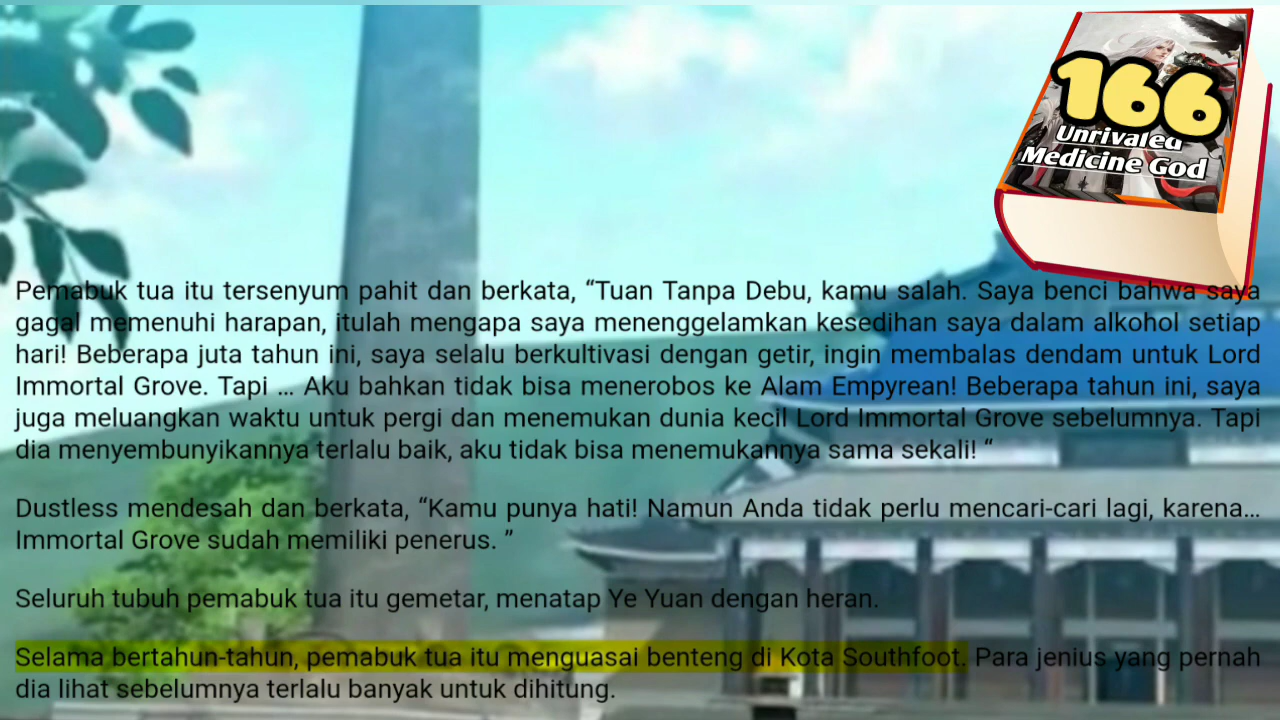 166
Unrivaled
Medicine God
Pemabuk tua itu tersenyum pahit dan berkata, “Tuan Tanpa Debu, kamu salah. Saya benci bahwa saya
gagal memenuhi harapan, itulah mengapa saya menenggelamkan kesedihan saya dalam alkohol setiap
hari! Beberapa juta tahun ini, saya selalu berkultivasi dengan getir, ingin membalas dendam untuk Lord
Immortal Grove. Tapi … Aku bahkan tidak bisa menerobos ke Alam Empyrean! Beberapa tahun ini, saya
juga meluangkan waktu untuk pergi dan menemukan dunia kecil Lord Immortal Grove sebelumnya. Tapi
dia menyembunyikannya terlalu baik, aku tidak bisa menemukannya sama sekali! “
Dustless mendesah dan berkata, “Kamu punya hati! Namun Anda tidak perlu mencari-cari lagi, karena…
Immortal Grove sudah memiliki penerus. ”
Seluruh tubuh pemabuk tua itu gemetar, menatap Ye Yuan dengan heran.
Selama bertahun-tahun, pemabuk tua itu menguasai benteng di Kota Southfoot. Para jenius yang pernah
dia lihat sebelumnya terlalu banyak untuk dihitung.